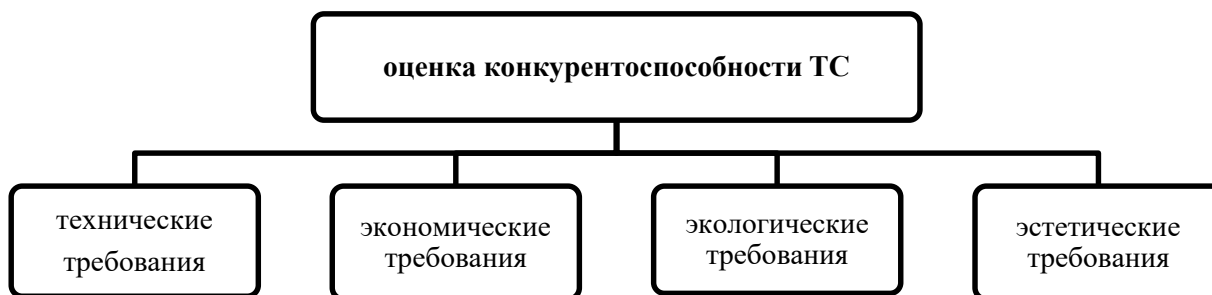 оценка конкурентоспособности ТС
технические
требования
экономические
требования
экологические
требования
эстетические
требования